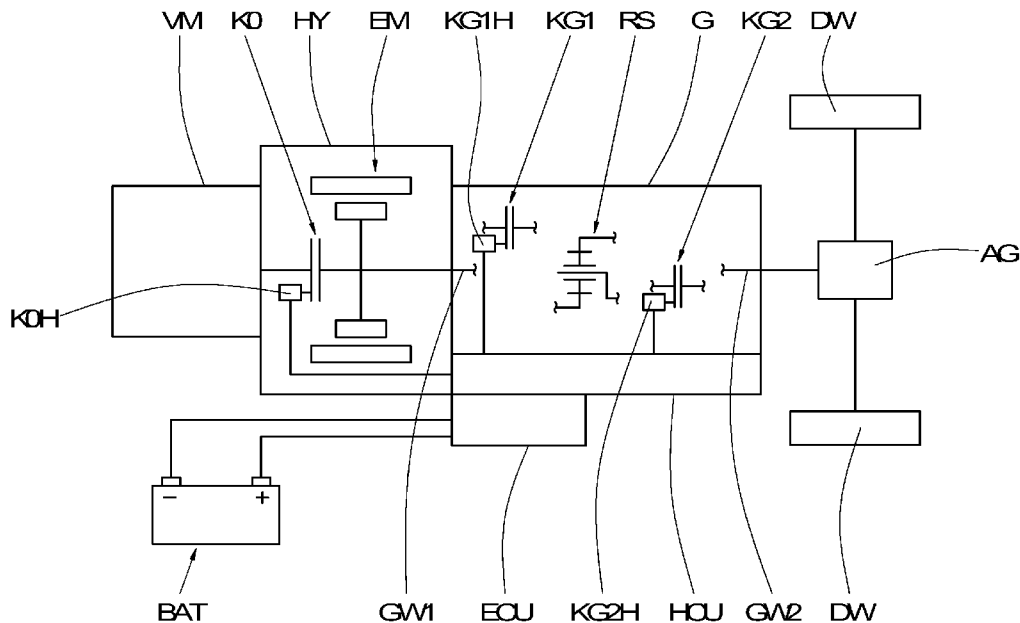 VM K0 HY EM KG1H KG1 RS G KG2 DW
AG
K0H
− +
BAT GW1 ECU KG2H HCU GW2 DW